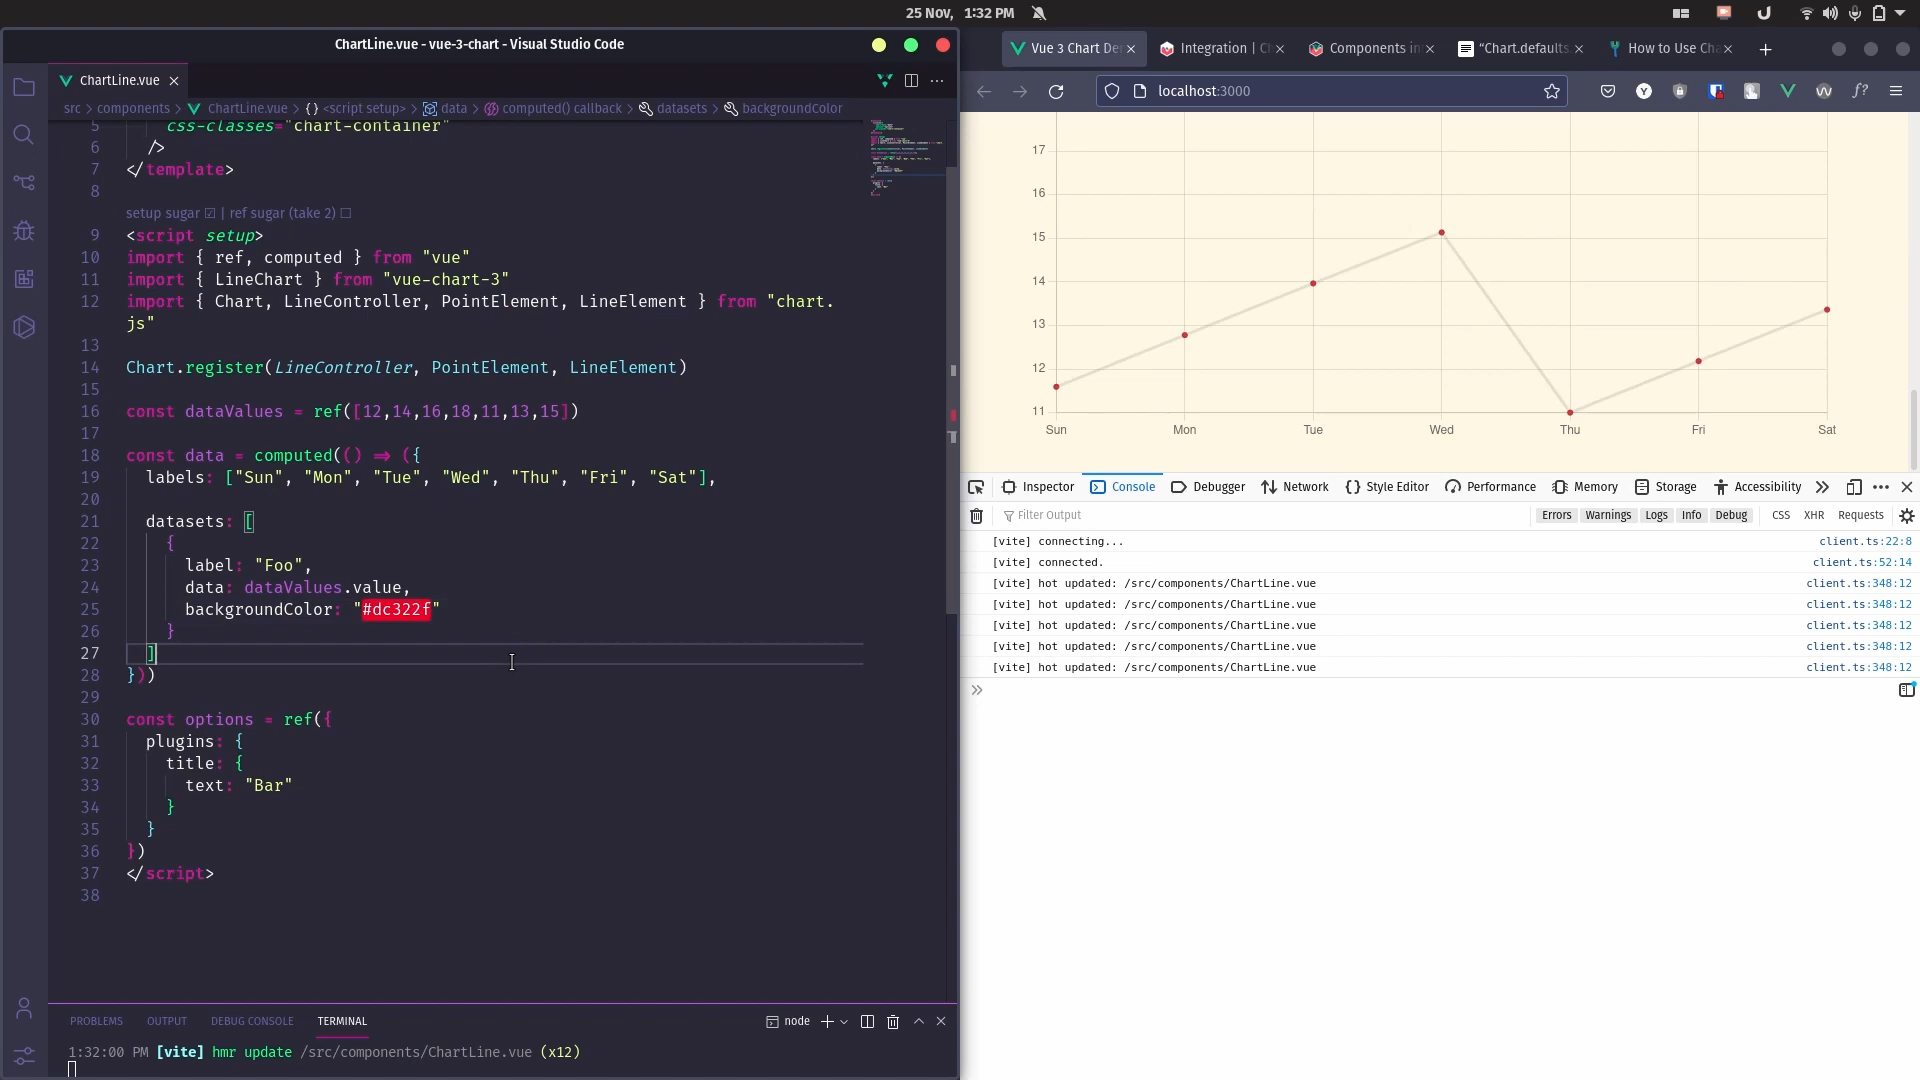 25 Nov, 1:32 PM
ChartLine.vue - vue-3-chart - Visual Studio Code
ChartLine.vue
src > components > ChartLine.vue > {} <script setup> > data > computed() callback > datasets > backgroundColor
5 css-classes="chart-container"
6 />
7 </template>
8
setup sugar ☑ | ref sugar (take 2) ☐
9 <script setup>
10 import { ref, computed } from "vue"
11 import { LineChart } from "vue-chart-3"
12 import { Chart, LineController, PointElement, LineElement } from "chart.
js"
13
14 Chart.register(LineController, PointElement, LineElement)
15
16 const dataValues = ref([12,14,16,18,11,13,15])
17
18 const data = computed(() => ({
19 labels: ["Sun", "Mon", "Tue", "Wed", "Thu", "Fri", "Sat"],
20
21 datasets: [
22 {
23 label: "Foo",
24 data: dataValues.value,
25 backgroundColor: "#dc322f"
26 }
27 ]
28 }))
29
30 const options = ref({
31 plugins: {
32 title: {
33 text: "Bar"
34 }
35 }
36 })
37 </script>
38
PROBLEMS OUTPUT DEBUG CONSOLE TERMINAL
node
1:32:00 PM [vite] hmr update /src/components/ChartLine.vue (x12)
Vue 3 Chart De
Integration | C
Components in
"Chart.defaults.
How to Use Cha
localhost:3000
17
16
15
14
13
12
11
Sun Mon Tue Wed Thu Fri Sat
Inspector Console Debugger Network Style Editor Performance Memory Storage Accessibility
Filter Output
Errors Warnings Logs Info Debug CSS XHR Requests
[vite] connecting... client.ts:22:8
[vite] connected. client.ts:52:14
[vite] hot updated: /src/components/ChartLine.vue client.ts:348:12
[vite] hot updated: /src/components/ChartLine.vue client.ts:348:12
[vite] hot updated: /src/components/ChartLine.vue client.ts:348:12
[vite] hot updated: /src/components/ChartLine.vue client.ts:348:12
[vite] hot updated: /src/components/ChartLine.vue client.ts:348:12